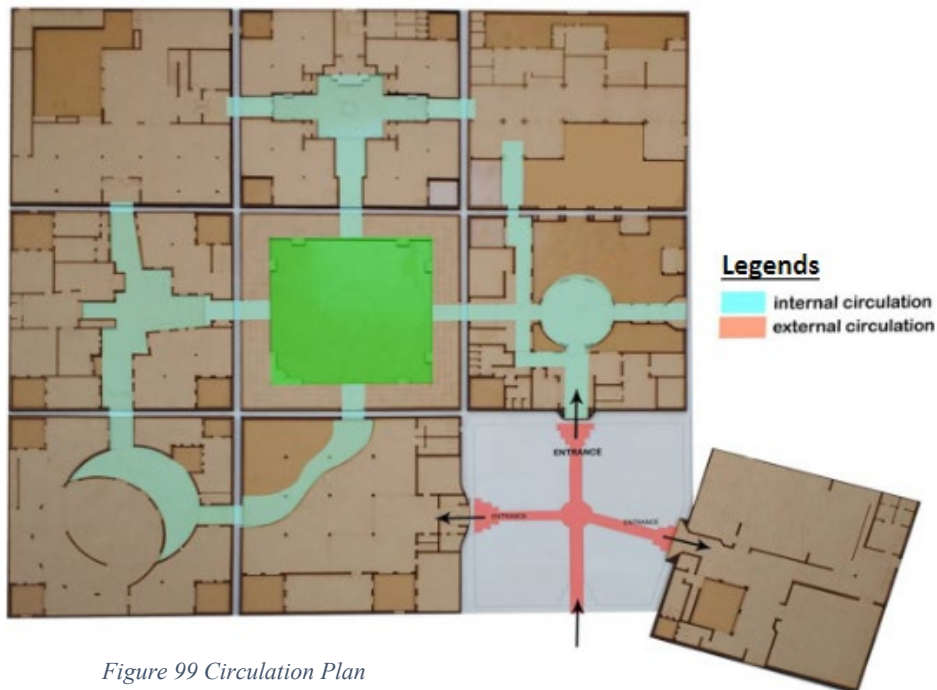 Legends
internal circulation
external circulation
ENTRANCE
ENTRANCE
ENTRANCE
Figure 99 Circulation Plan